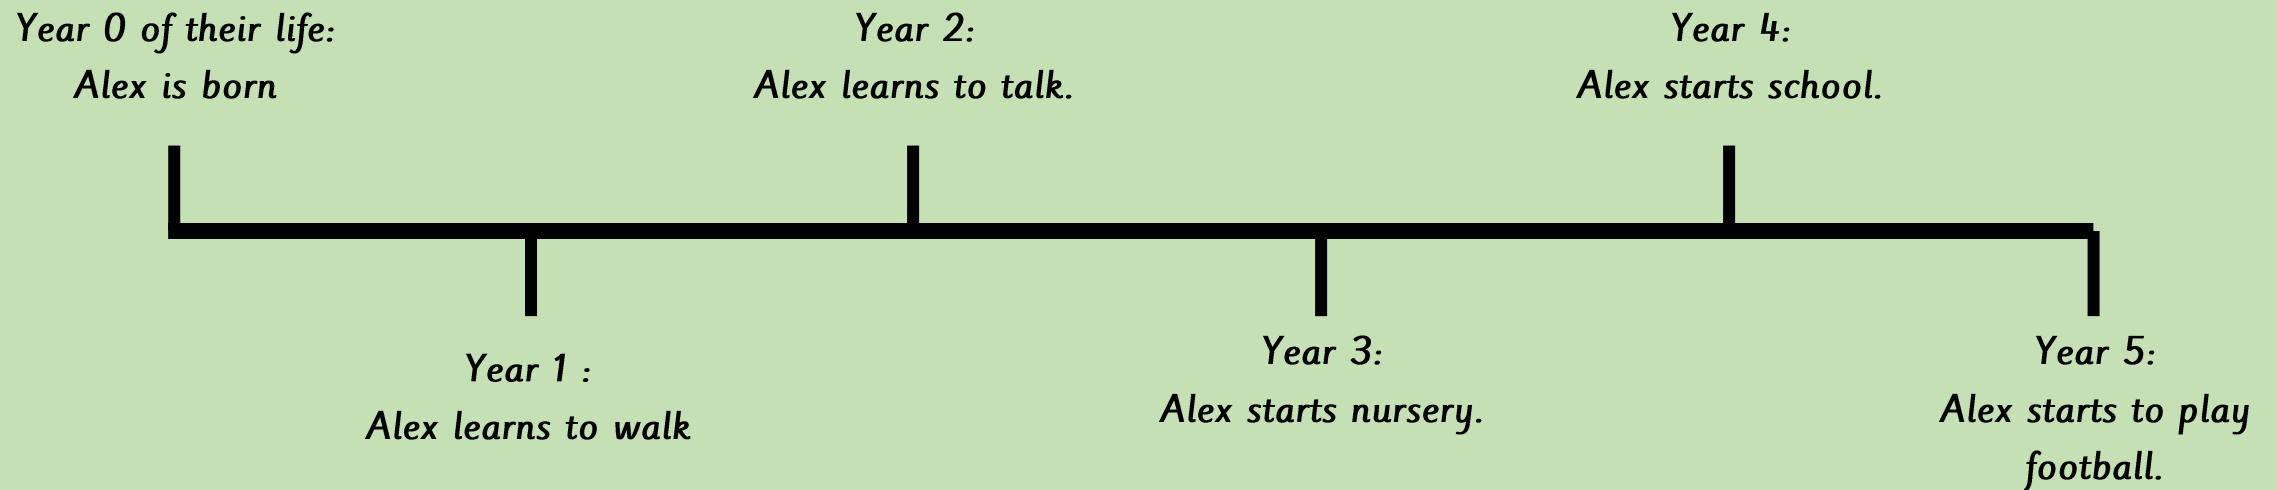 Year 0 of their life:
Alex is born
Year 1 :
Alex learns to walk
Year 2:
Alex learns to talk.
Year 3:
Alex starts nursery.
Year 4:
Alex starts school.
Year 5:
Alex starts to play
football.